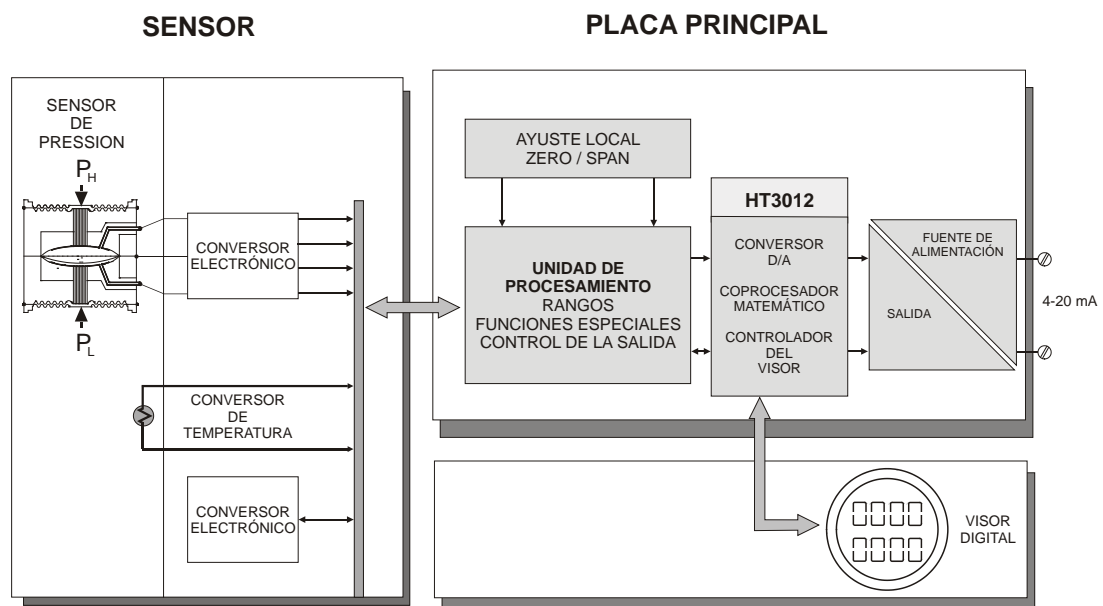 SENSOR
PLACA PRINCIPAL
SENSOR
DE
PRESSION
P_H
P_L
CONVERSOR
ELECTRÓNICO
CONVERSOR
DE
TEMPERATURA
CONVERSOR
ELECTRÓNICO
AYUSTE LOCAL
ZERO / SPAN
UNIDAD DE
PROCESAMIENTO
RANGOS
FUNCIONES ESPECIALES
CONTROL DE LA SALIDA
HT3012
CONVERSOR
D/A
COPROCESADOR
MATEMÁTICO
CONTROLADOR
DEL
VISOR
FUENTE DE
ALIMENTACIÓN
SALIDA
4-20 mA
VISOR
DIGITAL